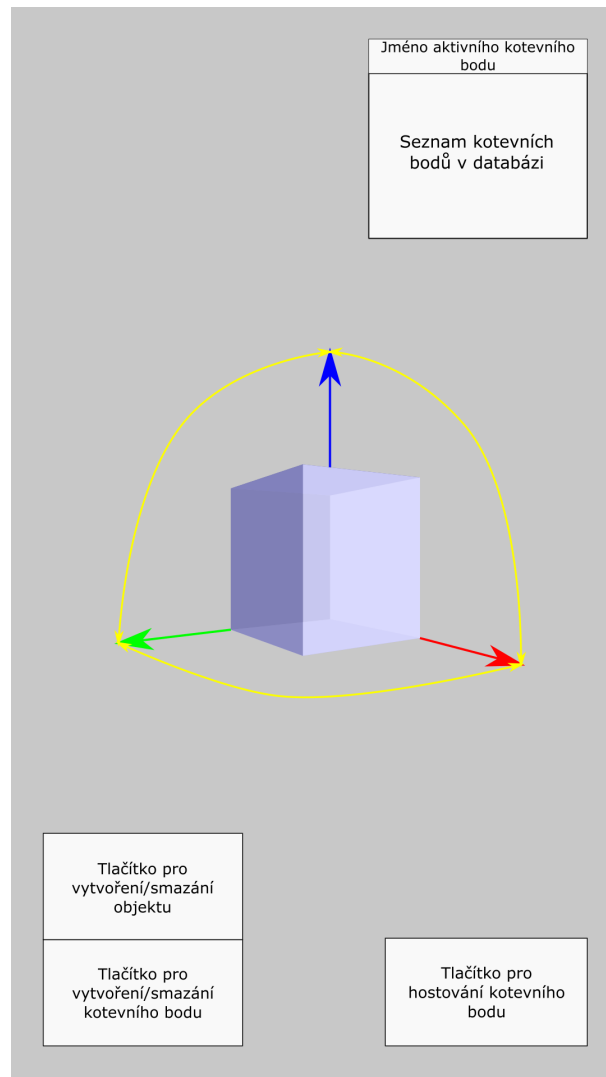 Jméno aktivního kotevního
bodu
Seznam kotevních
bodů v databázi
Tlačítko pro
vytvoření/smazání
objektu
Tlačítko pro
vytvoření/smazání
kotevního bodu
Tlačítko pro
hostování kotevního
bodu